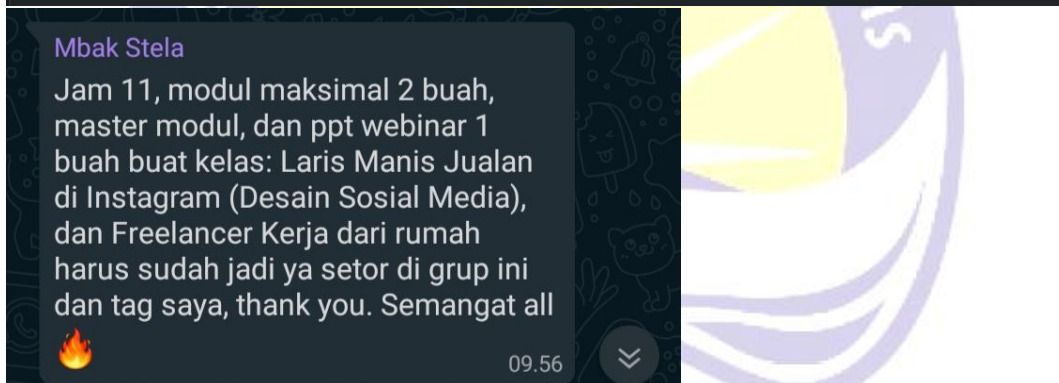 Mbak Stela
Jam 11, modul maksimal 2 buah,
master modul, dan ppt webinar 1
buah buat kelas: Laris Manis Jualan
di Instagram (Desain Sosial Media),
dan Freelancer Kerja dari rumah
harus sudah jadi ya setor di grup ini
dan tag saya, thank you. Semangat all
🔥
09.56